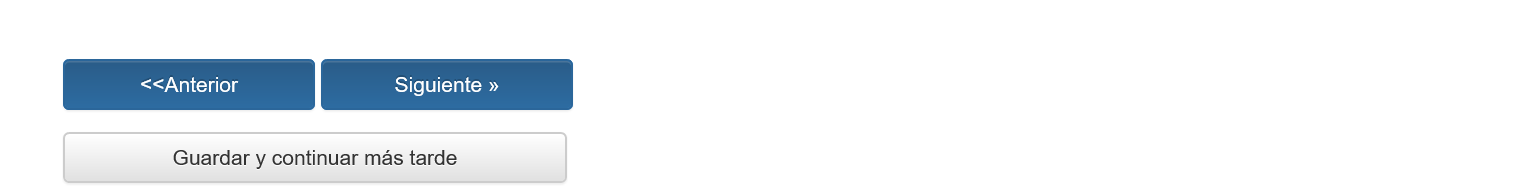 <<Anterior
Siguiente »
Guardar y continuar más tarde